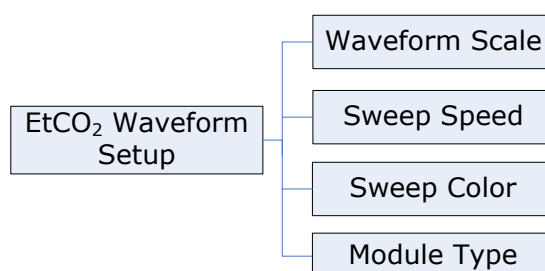 EtCO₂ Waveform
Setup
Waveform Scale
Sweep Speed
Sweep Color
Module Type